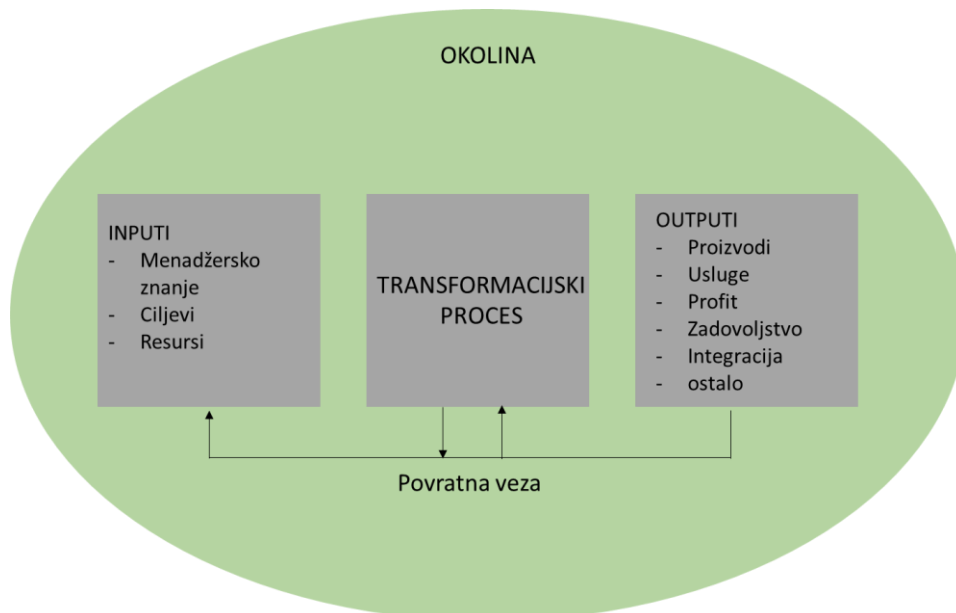 OKOLINA
INPUTI
- Menadžersko
znanje
- Ciljevi
- Resursi
TRANSFORMACIJSKI
PROCES
OUTPUTI
- Proizvodi
- Usluge
- Profit
- Zadovoljstvo
- Integracija
- ostalo
Povratna veza